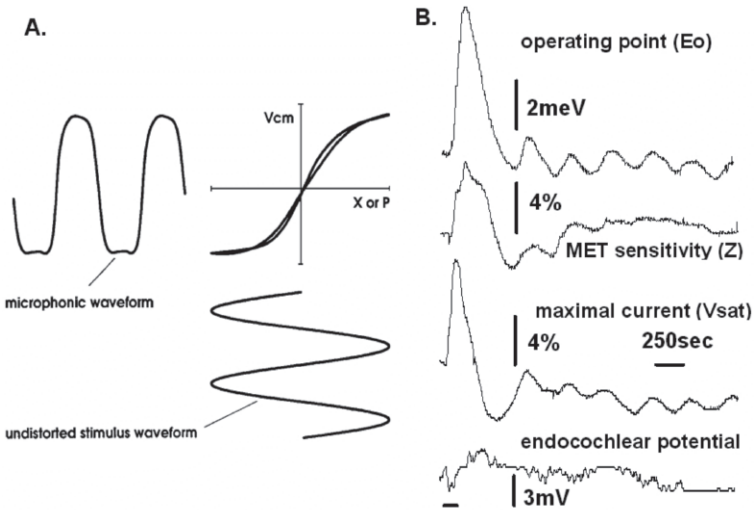 A.
Vcm
X or P
microphonic waveform
undistorted stimulus waveform
B.
operating point (Eo)
2meV
4%
MET sensitivity (Z)
maximal current (Vsat)
4%
250sec
endocochlear potential
3mV